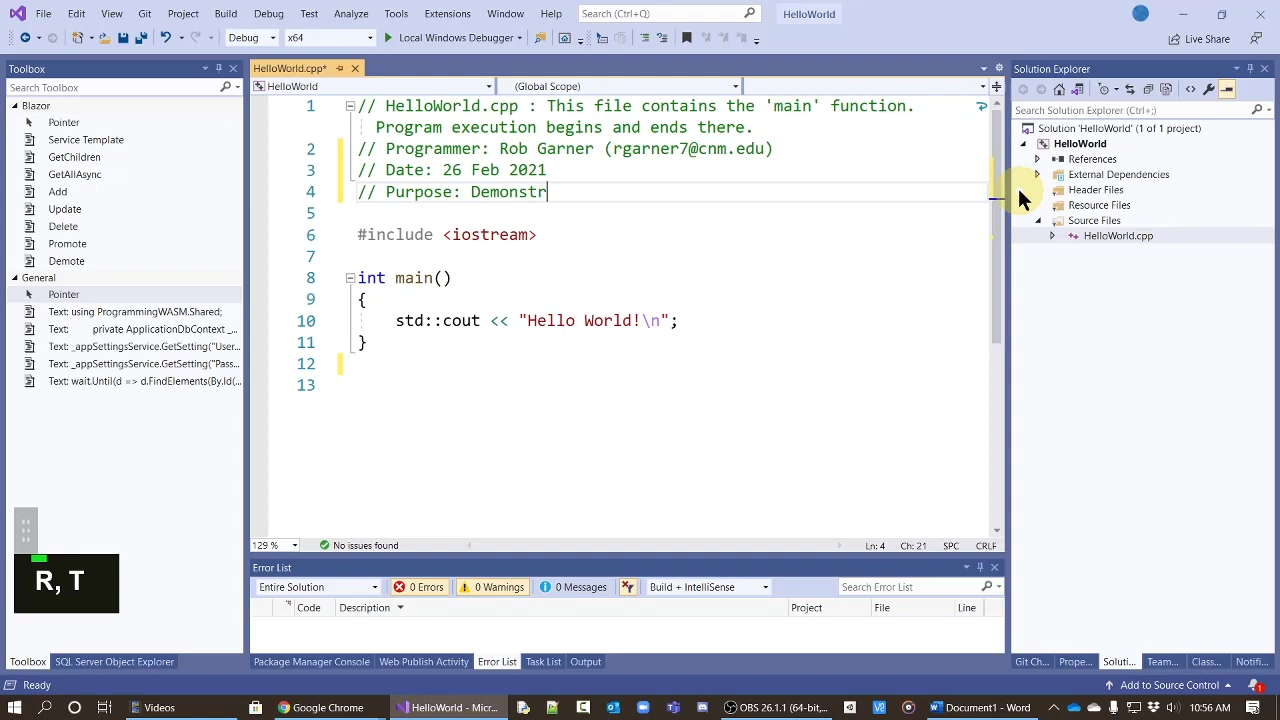 File Edit View Git Project Build Debug Test Analyze Tools Extensions Window Help Search (Ctrl+Q) HelloWorld
Debug x64 Local Windows Debugger Live Share
Toolbox
Search Toolbox
Blazor
Pointer
Service Template
GetChildren
GetAllAsync
Add
Update
Delete
Promote
Demote
General
Pointer
Text: using ProgrammingWASM.Shared;
Text: private ApplicationDbContext _...
Text: _appSettingsService.GetSetting("User...
Text: _appSettingsService.GetSetting("Pass...
Text: wait.Until(d => d.FindElements(By.Id(...
R, T
Toolbox SQL Server Object Explorer
HelloWorld.cpp*
HelloWorld (Global Scope)
1 // HelloWorld.cpp : This file contains the 'main' function.
Program execution begins and ends there.
2 // Programmer: Rob Garner (rgarner7@cnm.edu)
3 // Date: 26 Feb 2021
4 // Purpose: Demonstr
5
6 #include <iostream>
7
8 int main()
9 {
10 std::cout << "Hello World!\n";
11 }
12
13
129 % No issues found Ln: 4 Ch: 21 SPC CRLF
Error List
Entire Solution 0 Errors 0 Warnings 0 Messages Build + IntelliSense Search Error List
Code Description Project File Line
Package Manager Console Web Publish Activity Error List Task List Output
Solution Explorer
Search Solution Explorer (Ctrl+;)
Solution 'HelloWorld' (1 of 1 project)
HelloWorld
References
External Dependencies
Header Files
Resource Files
Source Files
HelloWorld.cpp
Git Ch... Prope... Soluti... Team... Class... Notifi...
Ready Add to Source Control 1
Videos Google Chrome HelloWorld - Mic... OBS 26.1.1 (64-bit,... Document1 - Word 10:56 AM